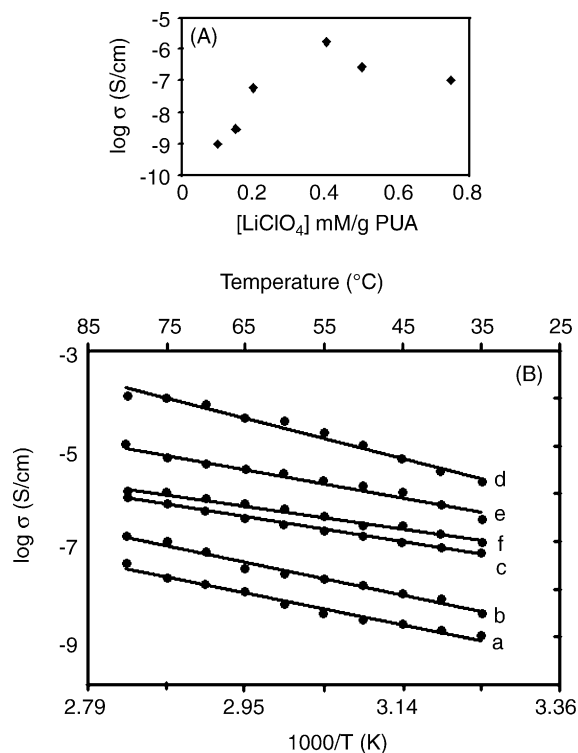 (A)
-5
-6
-7
-8
-9
-10
log σ (S/cm)
0 0.2 0.4 0.6 0.8
[LiClO₄] mM/g PUA
Temperature (°C)
85 75 65 55 45 35 25
(B)
-3
-5
-7
-9
log σ (S/cm)
d
e
f
c
b
a
2.79 2.95 3.14 3.36
1000/T (K)